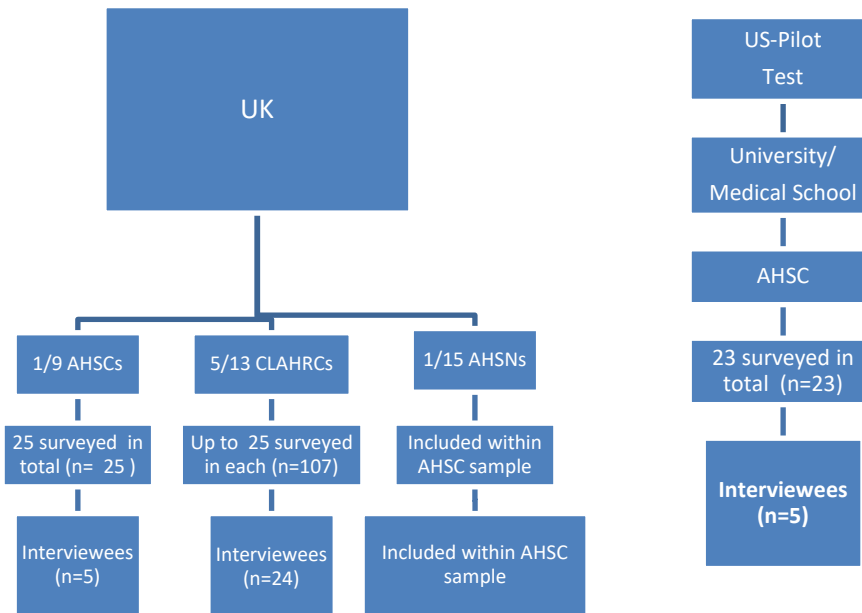 UK
1/9 AHSCs
5/13 CLAHRCs
1/15 AHSNs
25 surveyed in
total (n= 25 )
Up to 25 surveyed
in each (n=107)
Included within
AHSC sample
Interviewees
(n=5)
Interviewees
(n=24)
Included within AHSC
sample
US-Pilot
Test
University/
Medical School
AHSC
23 surveyed in
total (n=23)
Interviewees
(n=5)